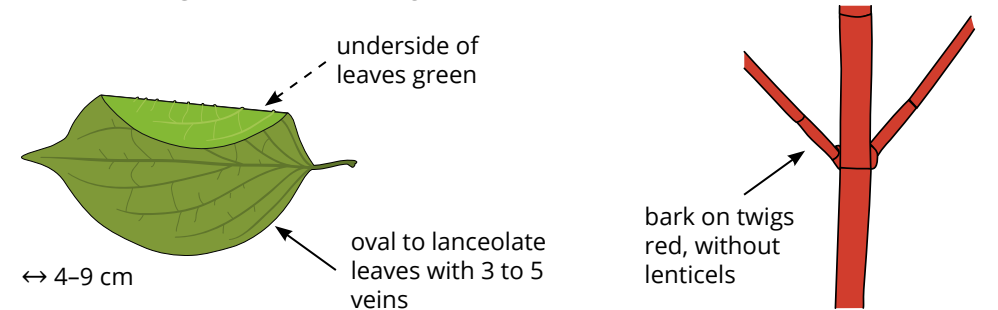 underside of
leaves green
oval to lanceolate
leaves with 3 to 5
veins
↔ 4–9 cm
bark on twigs
red, without
lenticels